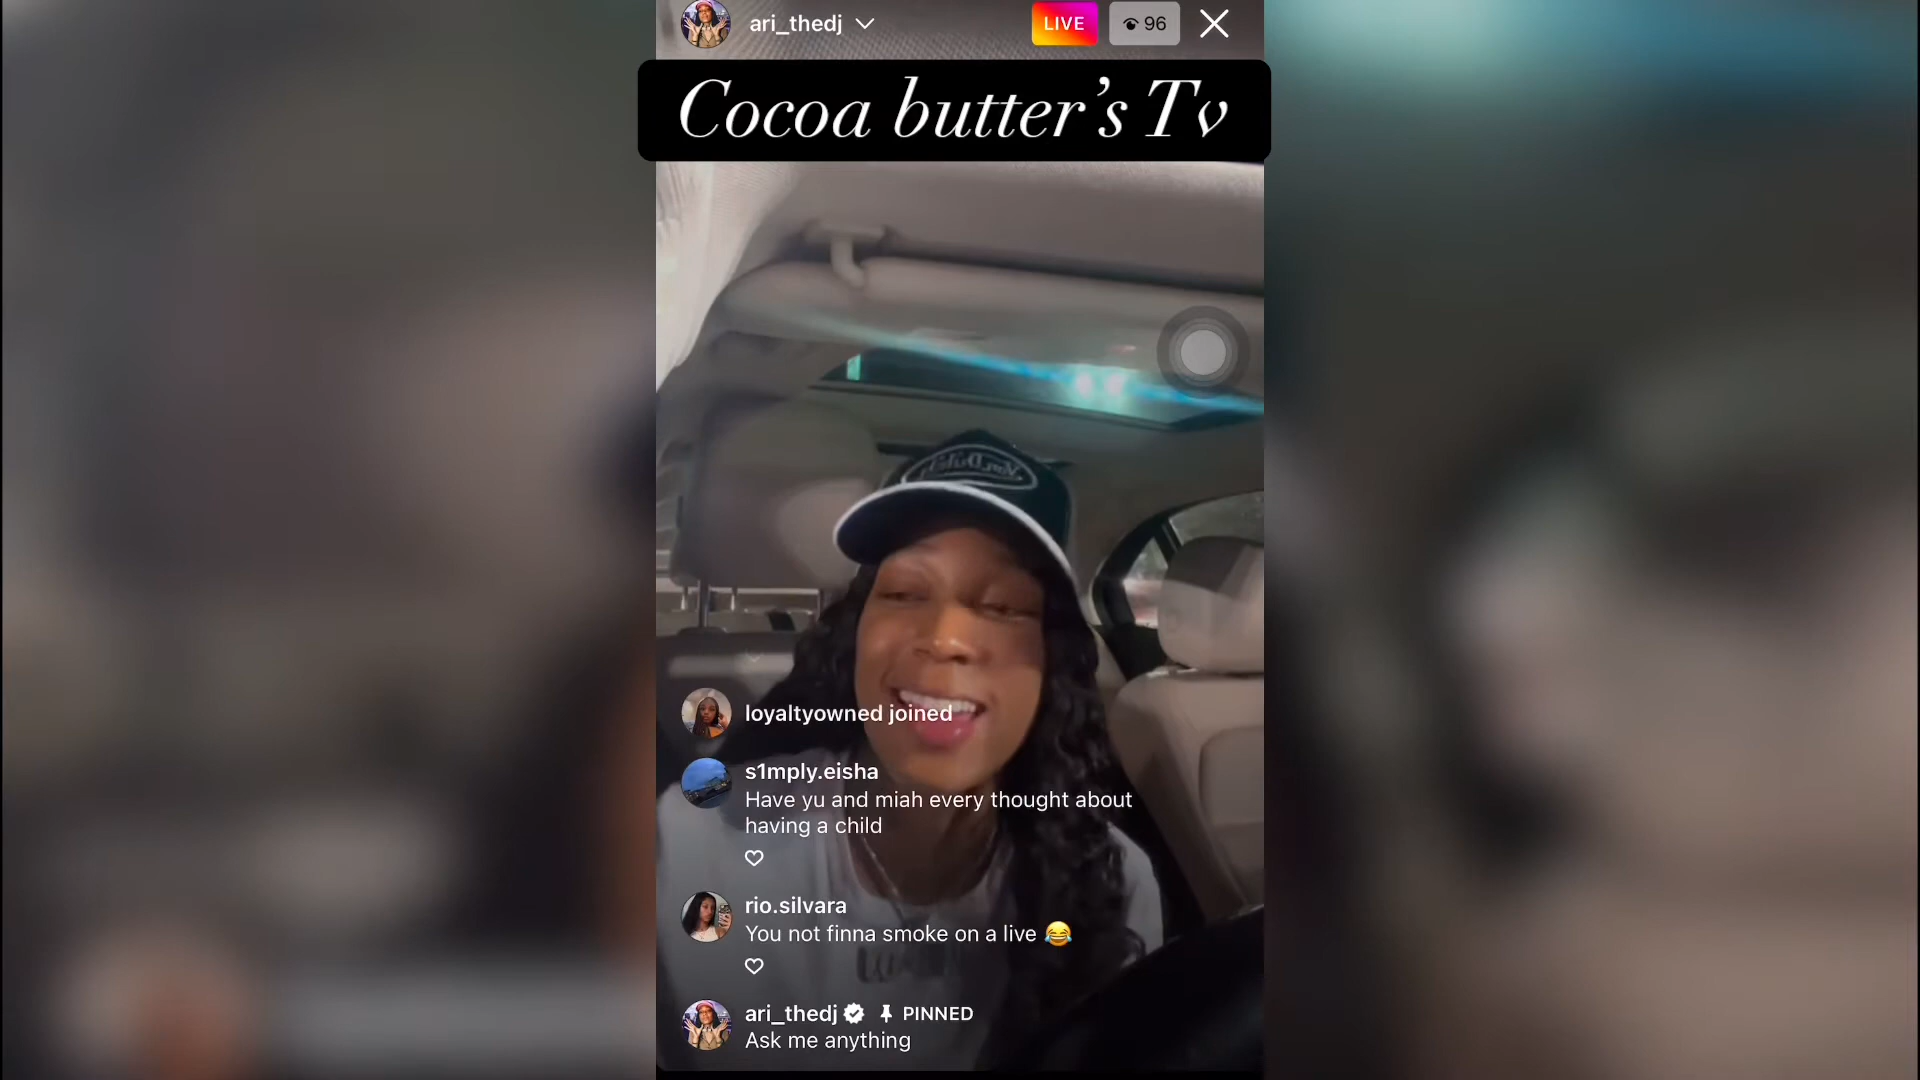 ari_thedj
LIVE
96
Cocoa butter's Tv
loyaltyowned joined
s1mply.eisha
Have yu and miah every thought about
having a child
rio.silvara
You not finna smoke on a live 😂
ari_thedj PINNED
Ask me anything